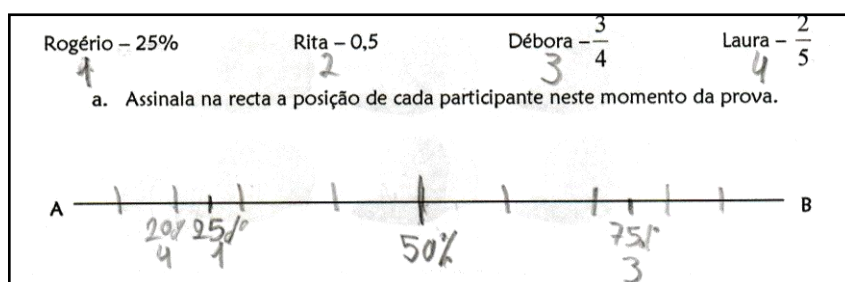 Rogério – 25% Rita – 0,5 Débora – 3/4 Laura – 2/5
1 2 3 4
a. Assinala na recta a posição de cada participante neste momento da prova.
A B
20% 25% 50% 75%
4 1 3